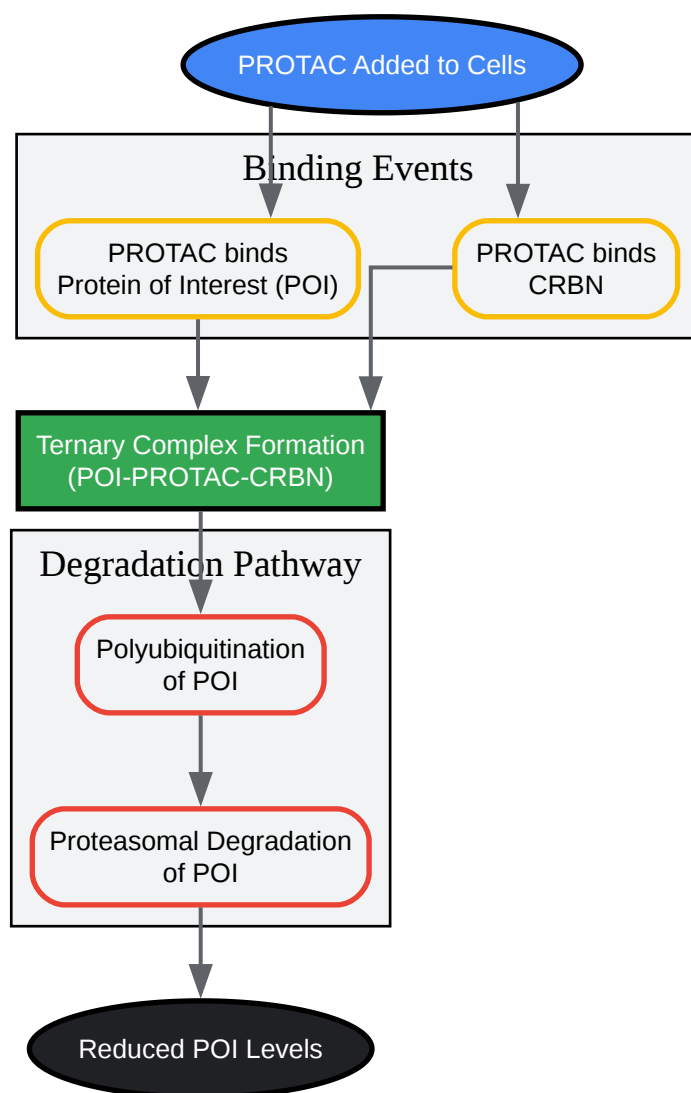 PROTAC Added to Cells
Binding Events
PROTAC binds
Protein of Interest (POI)
PROTAC binds
CRBN
Ternary Complex Formation
(POI-PROTAC-CRBN)
Degradation Pathway
Polyubiquitination
of POI
Proteasomal Degradation
of POI
Reduced POI Levels